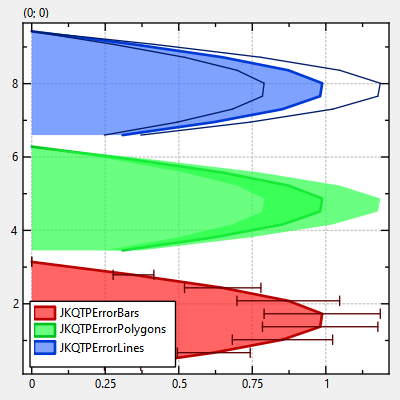 (0; 0)
8
6
4
2
JKQTPErrorBars
JKQTPErrorPolygons
JKQTPErrorLines
0 0.25 0.5 0.75 1